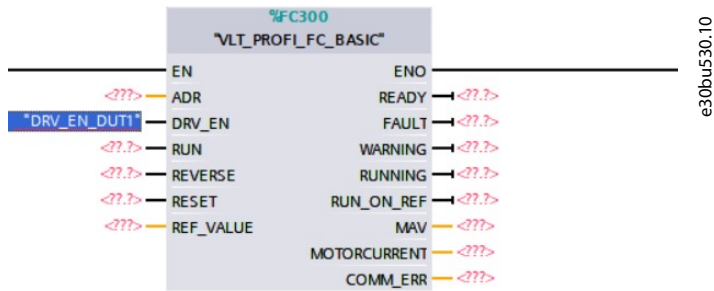 %FC300
"VLT_PROFI_FC_BASIC"
EN ENO
<???> ADR READY <??.?>
"DRV_EN_DUT1" DRV_EN FAULT <??.?>
<??.?> RUN WARNING <??.?>
<??.?> REVERSE RUNNING <??.?>
<??.?> RESET RUN_ON_REF <??.?>
<???> REF_VALUE MAV <???>
MOTORCURRENT <???>
COMM_ERR <???>
e30bu530.10